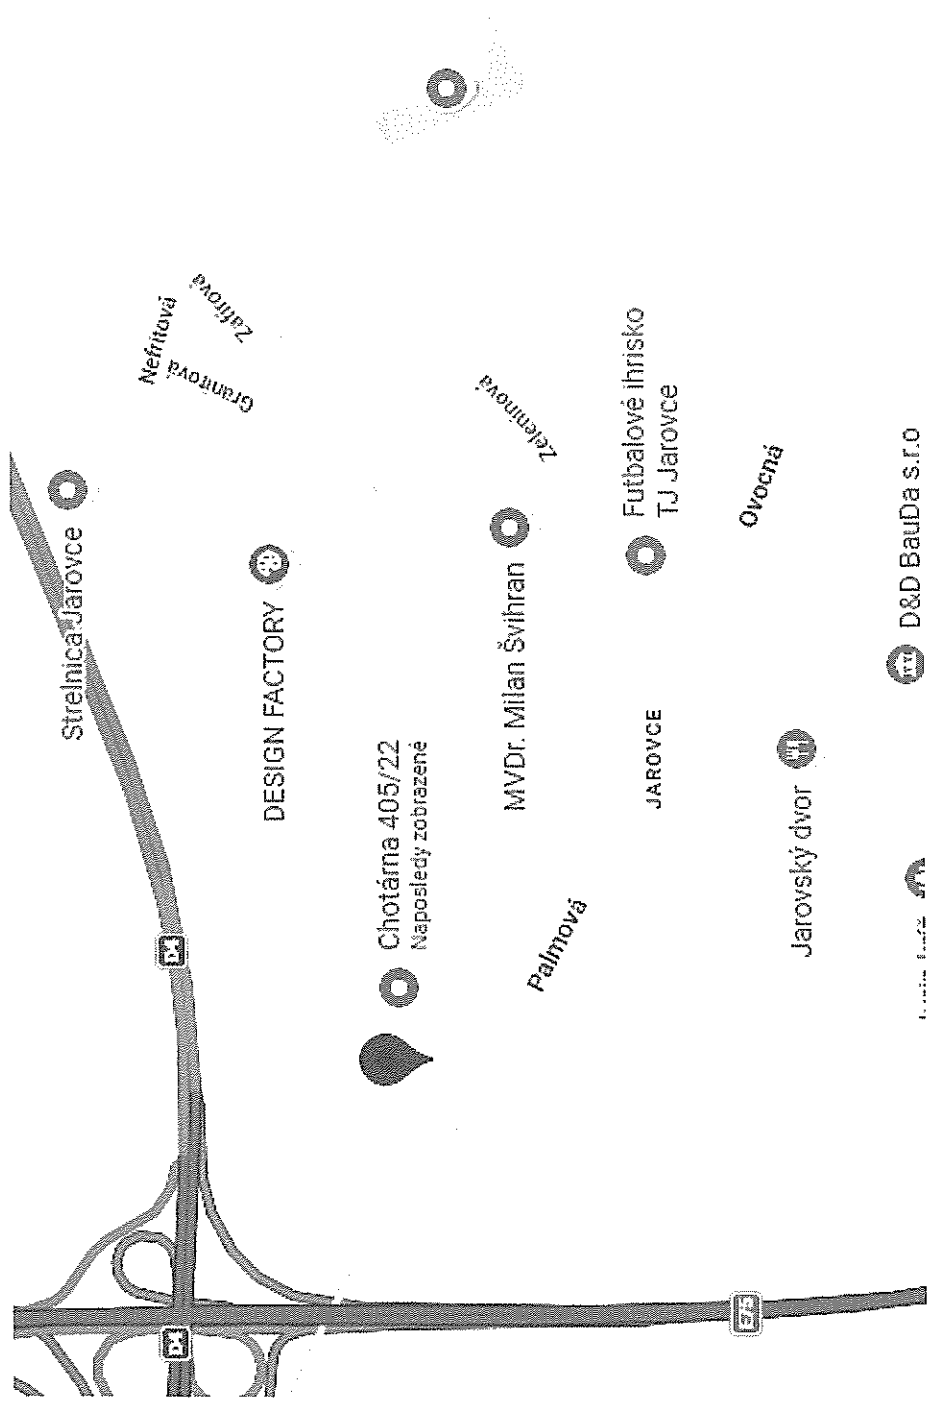 Strelnica Jarovce
Nefritová
Granitová
Zafírová
DESIGN FACTORY
D4
Chotárna 405/22
Naposledy zobrazené
Zeleninová
MVDr. Milan Švihran
Palmová
Futbalové ihrisko
TJ Jarovce
JAROVCE
Ovocná
Jarovský dvor
D&D BauDa s.r.o
D4
E75